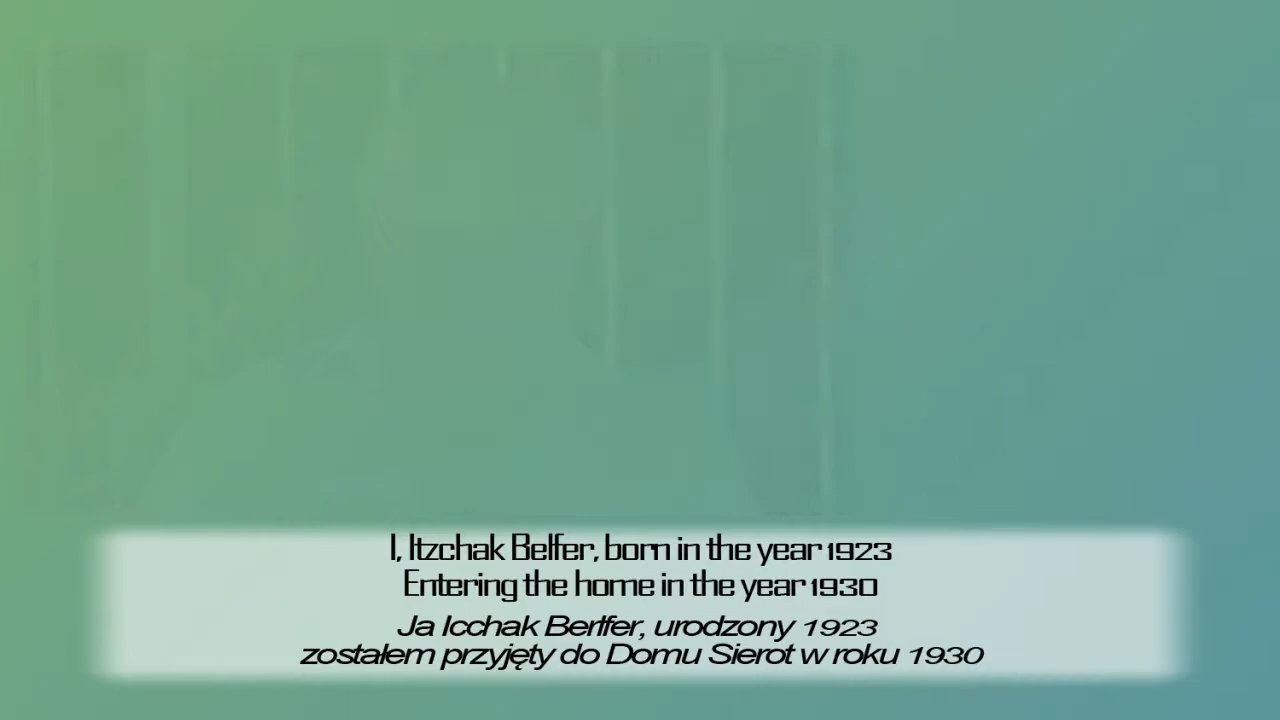 I, Itzchak Belfer, born in the year 1923
Entering the home in the year 1930
Ja Icchak Berlfer, urodzony 1923
zostałem przyjęty do Domu Sierot w roku 1930